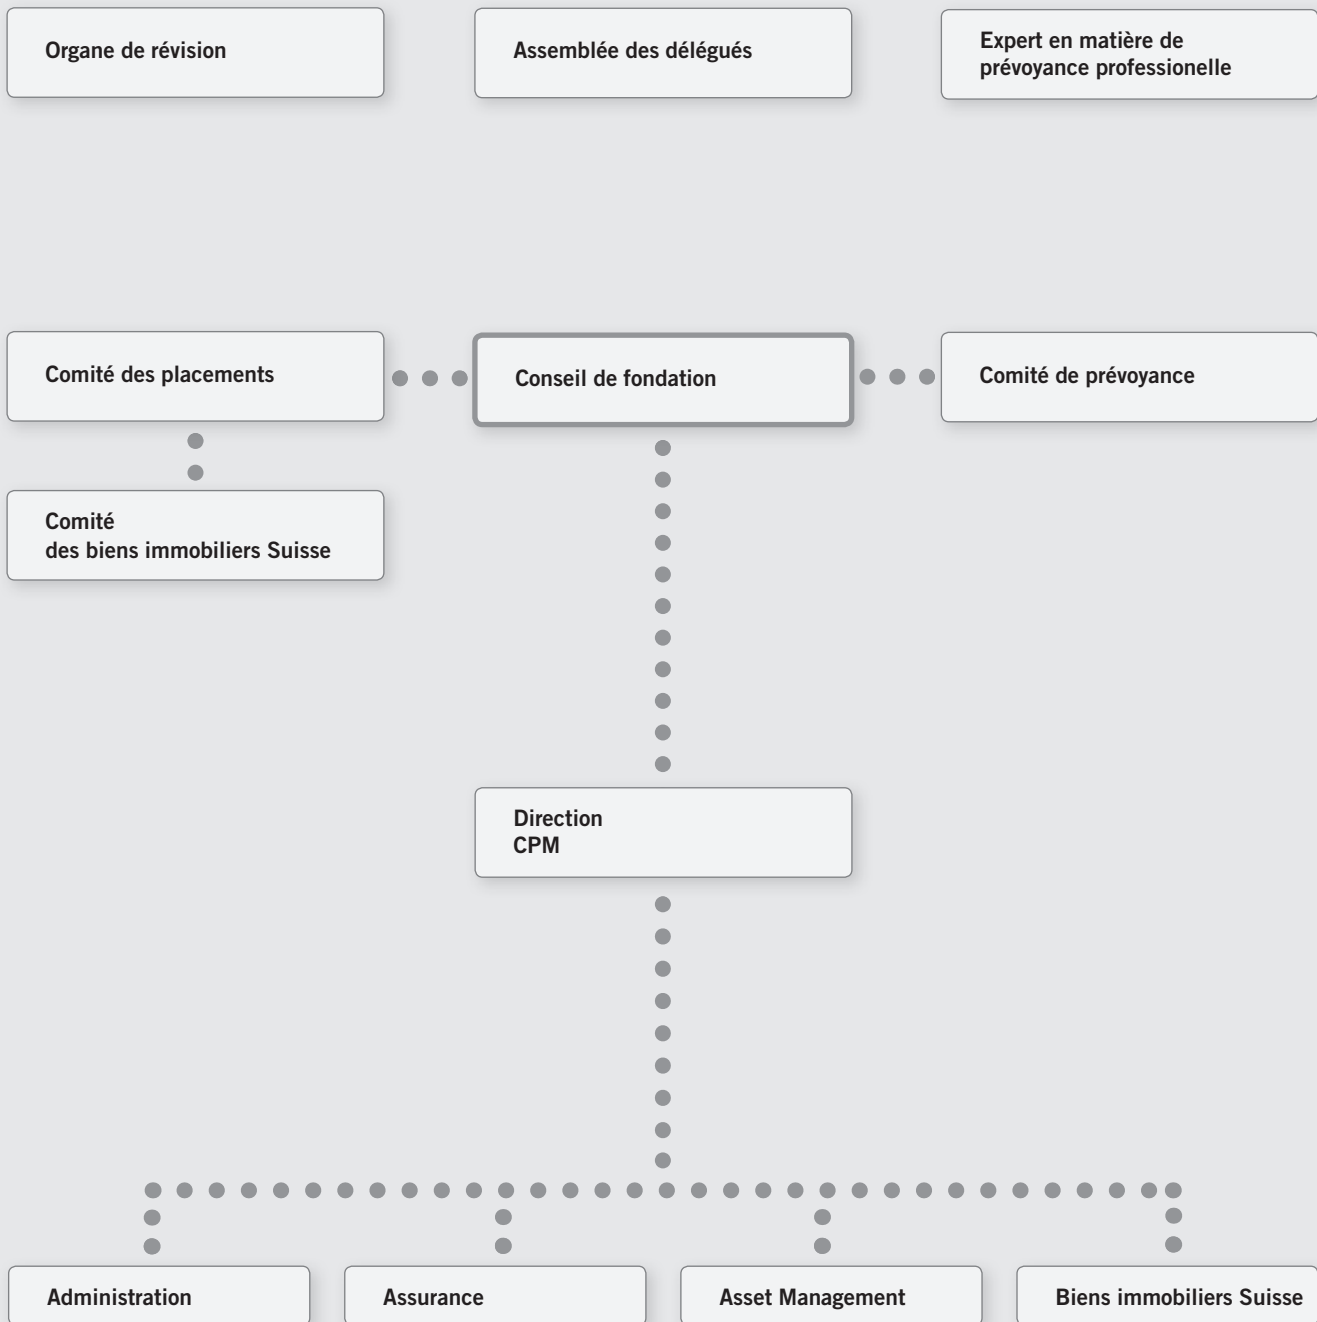 Organe de révision
Assemblée des délégués
Expert en matière de
prévoyance professionelle
Comité des placements
Conseil de fondation
Comité de prévoyance
Comité
des biens immobiliers Suisse
Direction
CPM
Administration
Assurance
Asset Management
Biens immobiliers Suisse